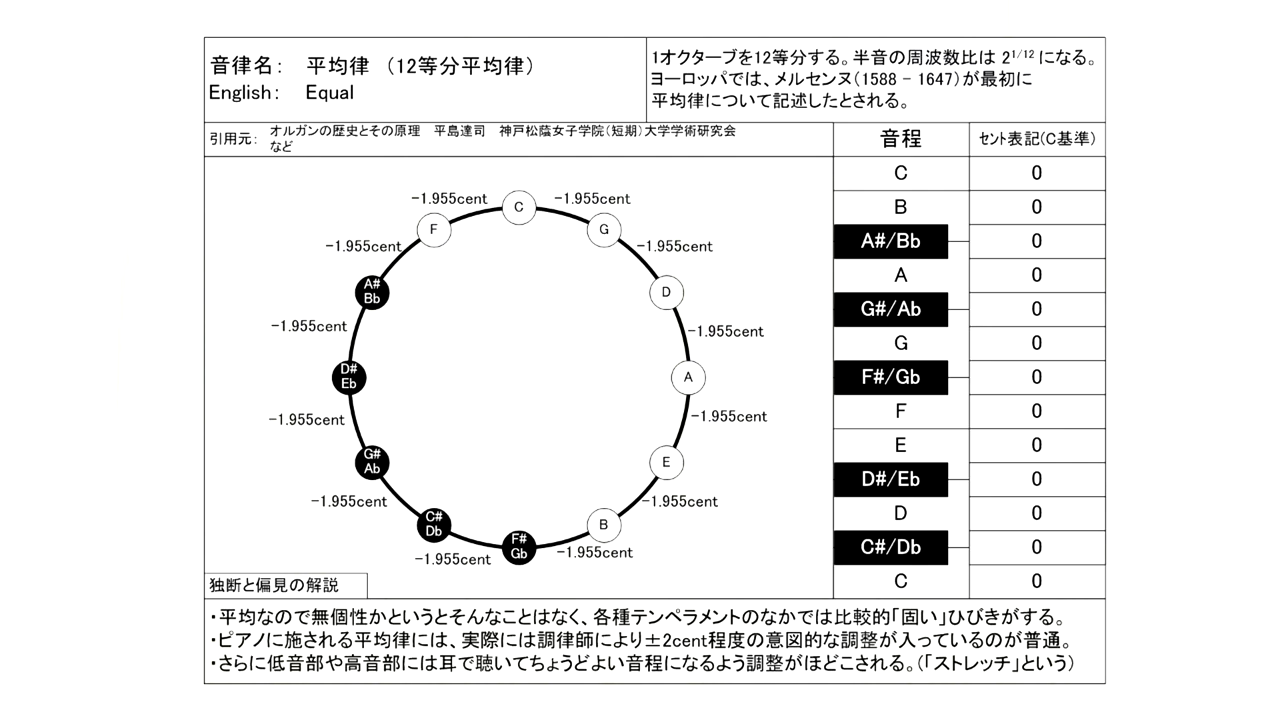 音律名： 平均律 （12等分平均律）
English： Equal
1オクターブを12等分する。半音の周波数比は 2^1/12 になる。
ヨーロッパでは、メルセンヌ（1588 − 1647）が最初に
平均律について記述したとされる。
引用元： オルガンの歴史とその原理 平島達司 神戸松蔭女子学院（短期）大学学術研究会
など
音程 セント表記（C基準）
C 0
B 0
A#/Bb 0
A 0
G#/Ab 0
G 0
F#/Gb 0
F 0
E 0
D#/Eb 0
D 0
C#/Db 0
C 0
C
-1.955cent
G
-1.955cent
D
-1.955cent
A
-1.955cent
E
-1.955cent
B
-1.955cent
F#
Gb
-1.955cent
C#
Db
-1.955cent
G#
Ab
-1.955cent
D#
Eb
-1.955cent
A#
Bb
-1.955cent
F
-1.955cent
独断と偏見の解説
・平均なので無個性かというとそんなことはなく、各種テンペラメントのなかでは比較的「固い」ひびきがする。
・ピアノに施される平均律には、実際には調律師により±2cent程度の意図的な調整が入っているのが普通。
・さらに低音部や高音部には耳で聴いてちょうどよい音程になるよう調整がほどこされる。（「ストレッチ」という）